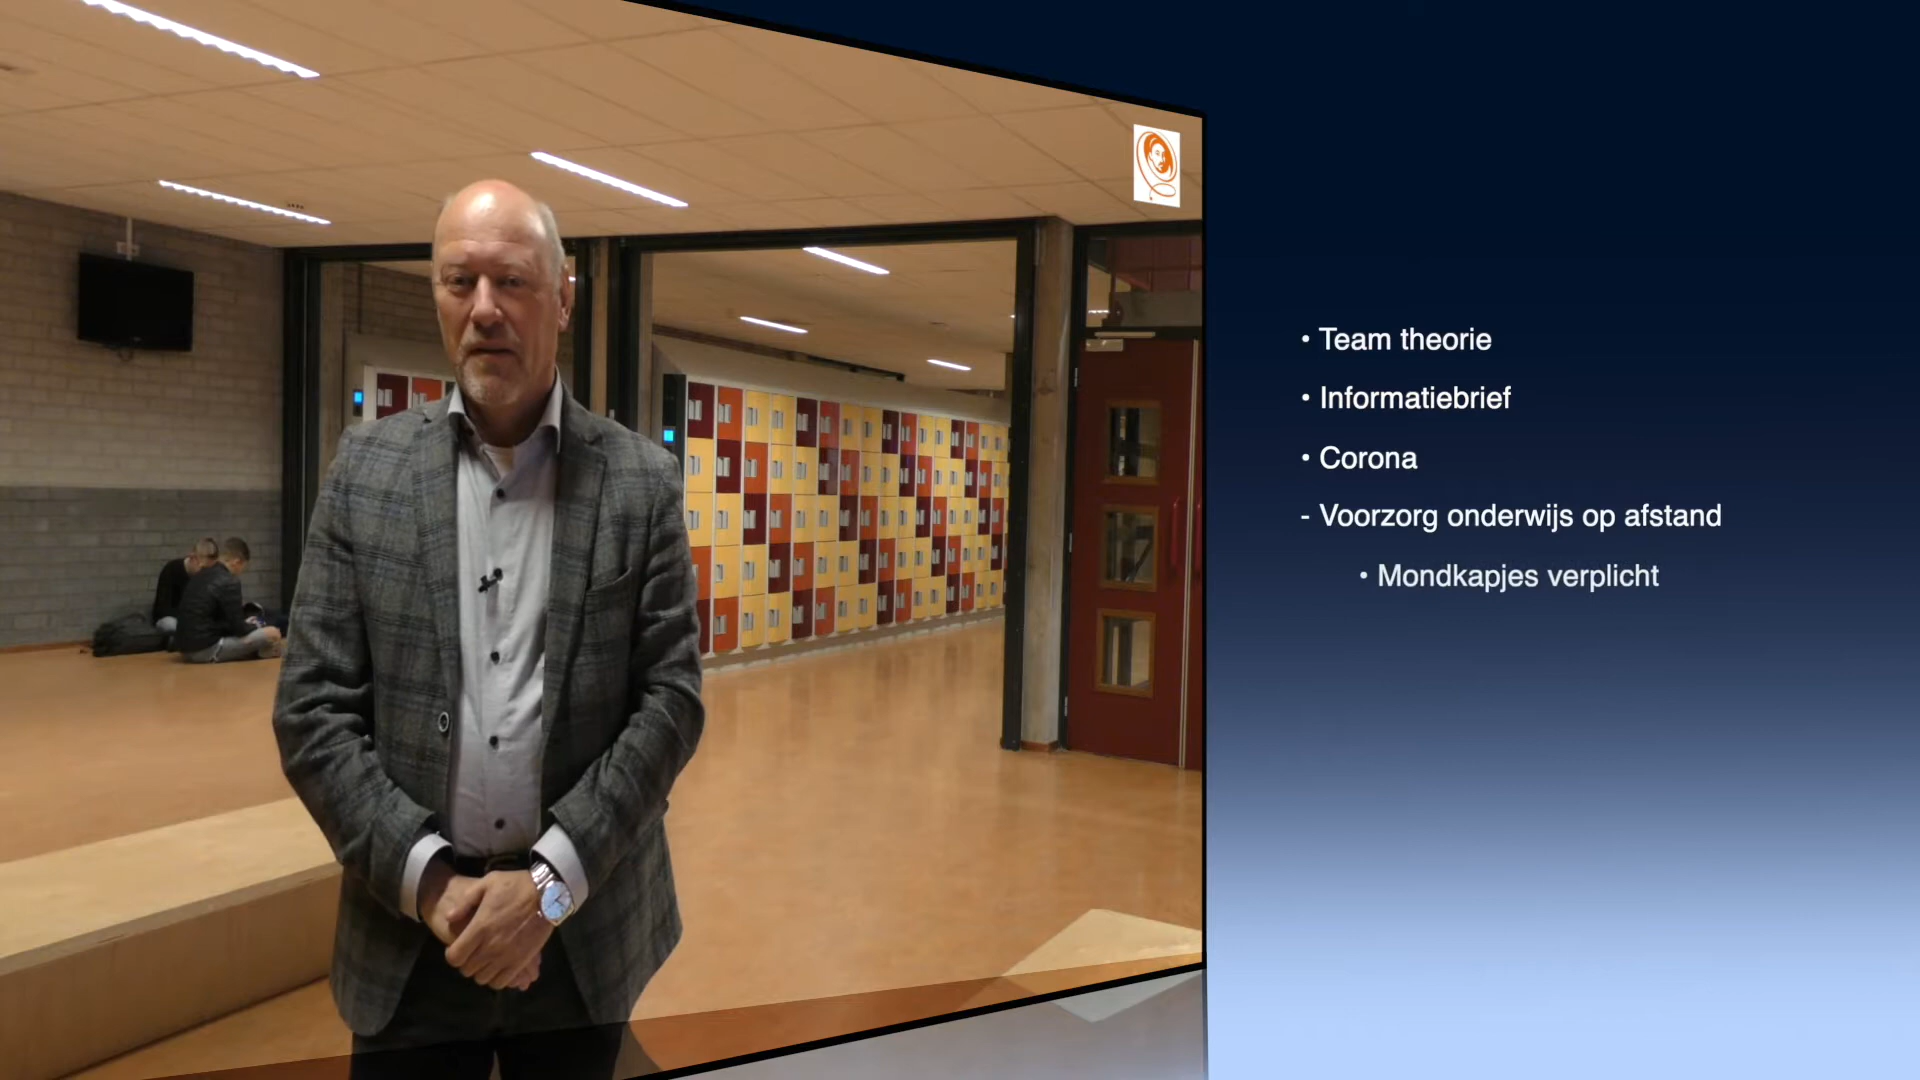 • Team theorie
• Informatiebrief
• Corona
- Voorzorg onderwijs op afstand
• Mondkapjes verplicht